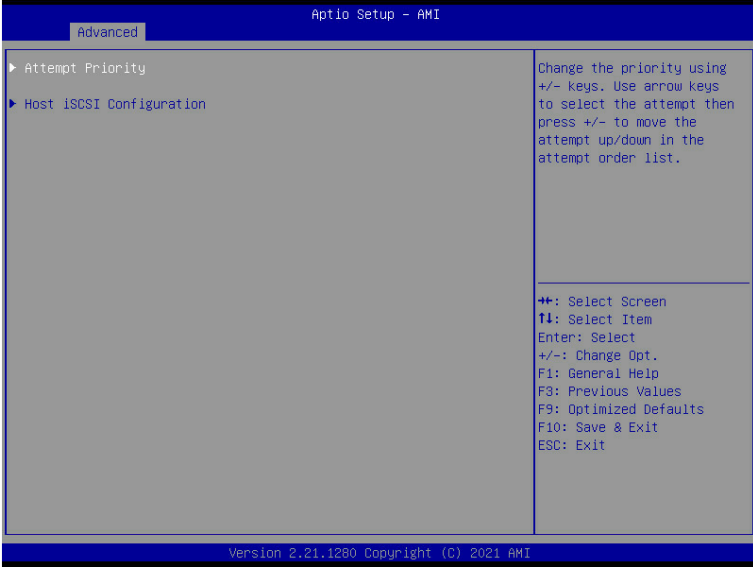 Aptio Setup – AMI
Advanced
▶ Attempt Priority
▶ Host iSCSI Configuration
Change the priority using
+/- keys. Use arrow keys
to select the attempt then
press +/- to move the
attempt up/down in the
attempt order list.
→←: Select Screen
↑↓: Select Item
Enter: Select
+/-: Change Opt.
F1: General Help
F3: Previous Values
F9: Optimized Defaults
F10: Save & Exit
ESC: Exit
Version 2.21.1280 Copyright (C) 2021 AMI